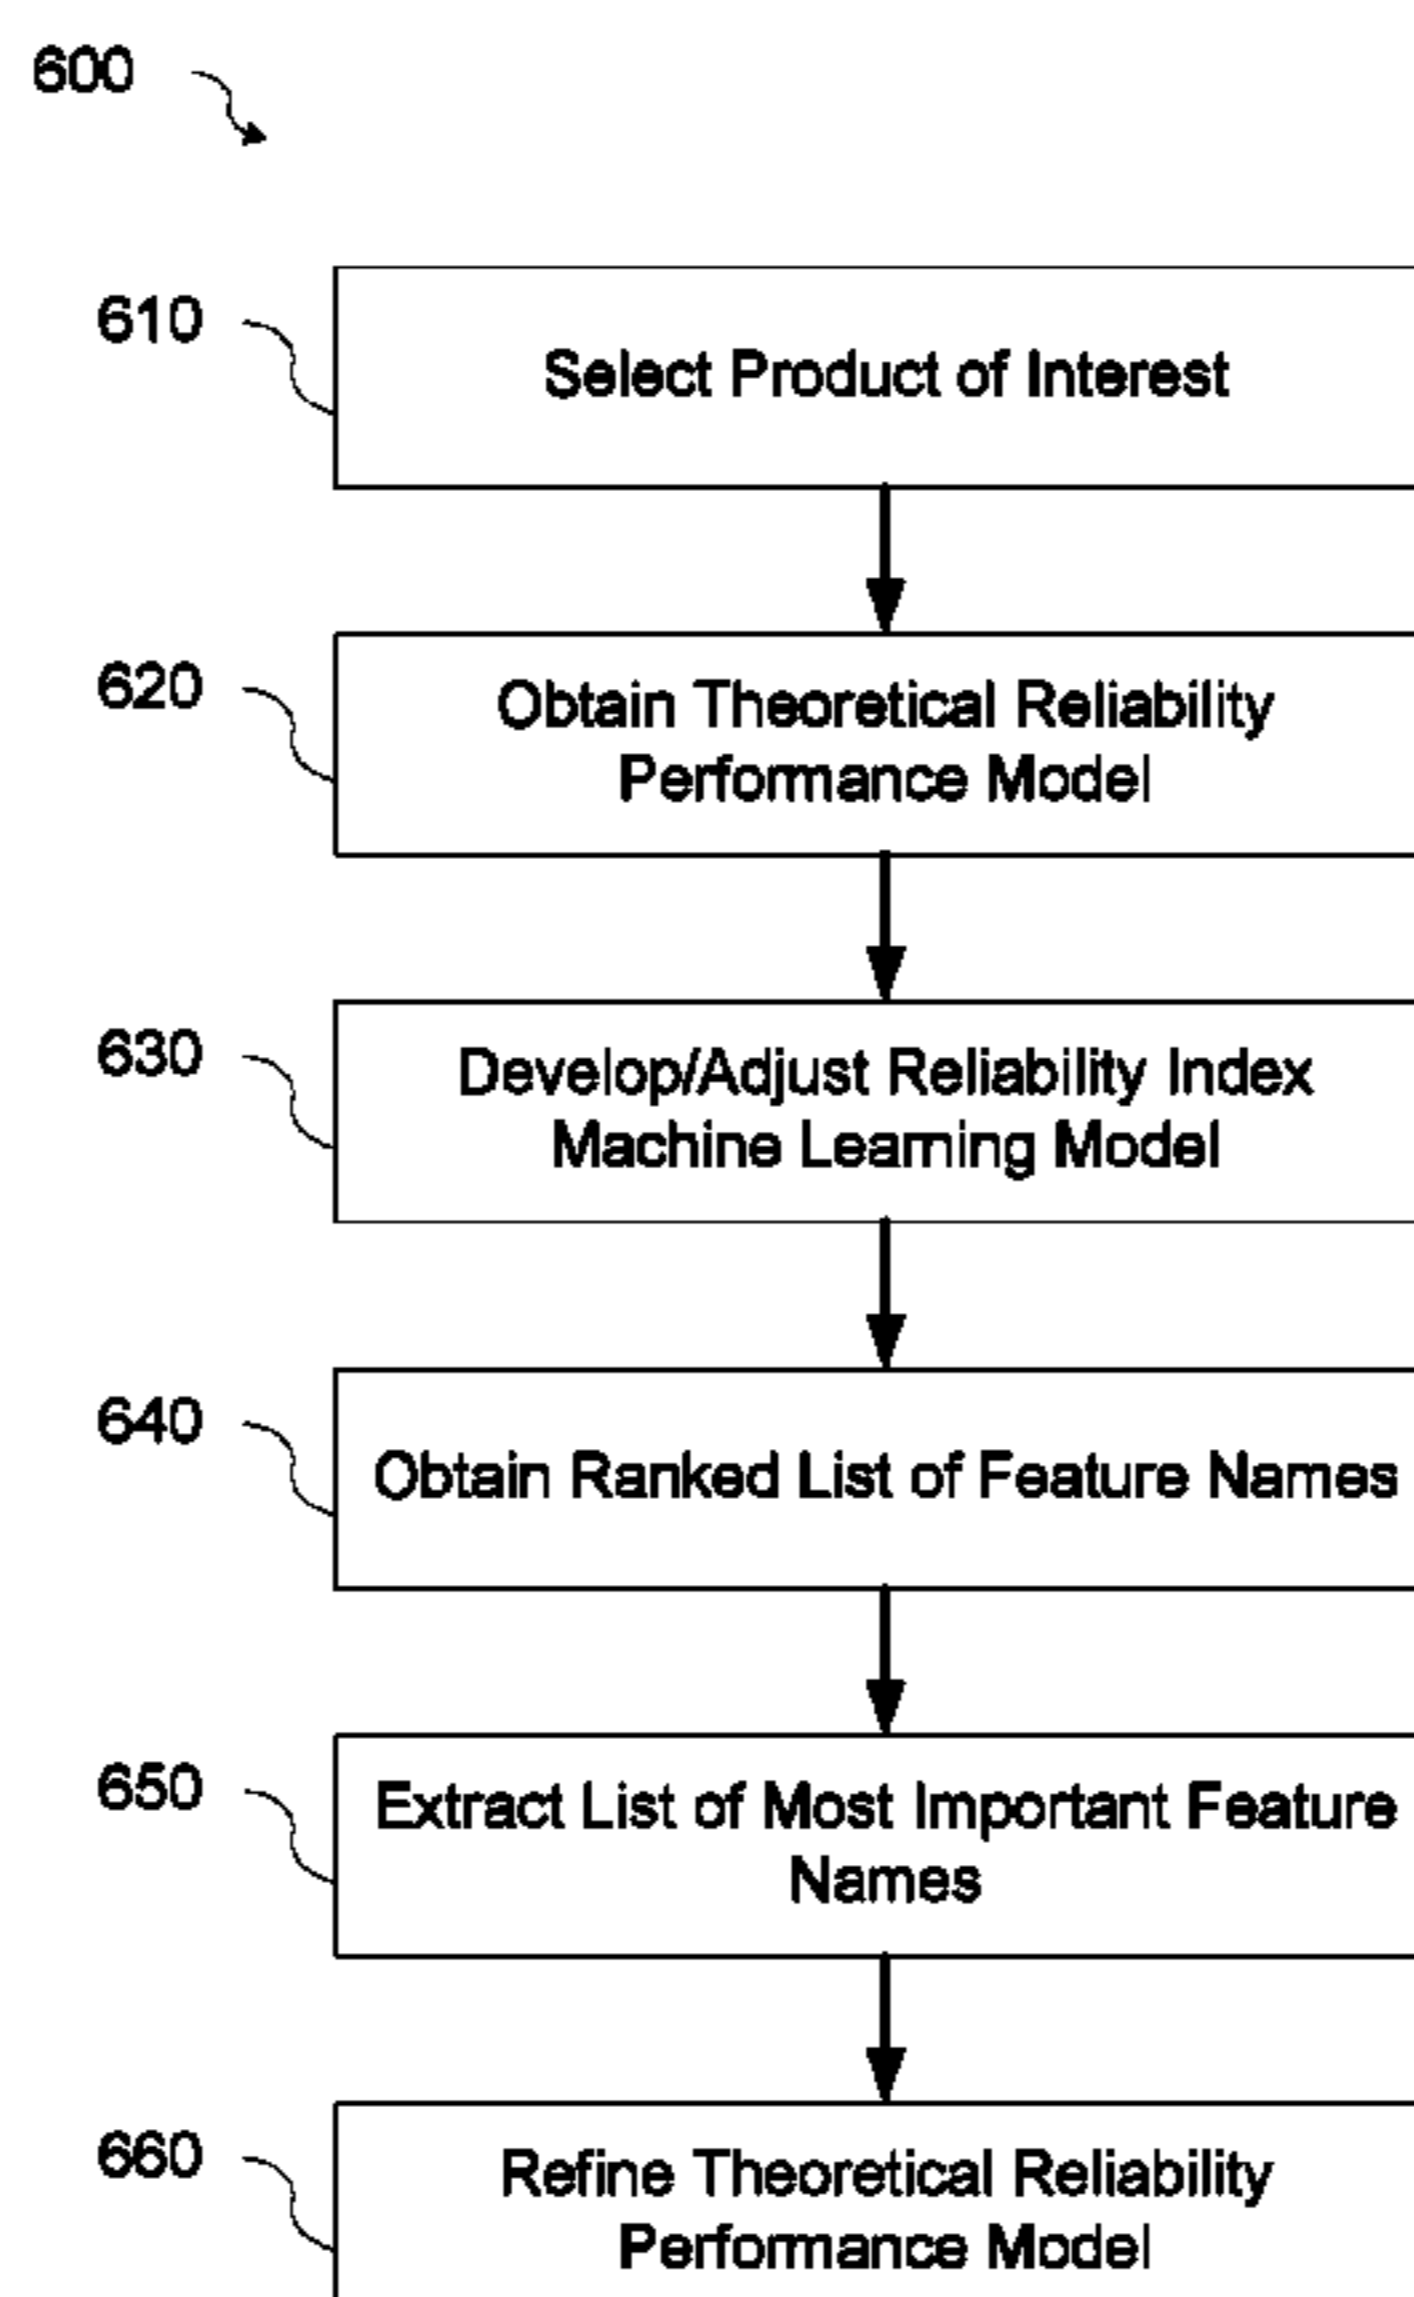 600
610
Select Product of Interest
620
Obtain Theoretical Reliability
Performance Model
630
Develop/Adjust Reliability Index
Machine Learning Model
640
Obtain Ranked List of Feature Names
650
Extract List of Most Important Feature
Names
660
Refine Theoretical Reliability
Performance Model